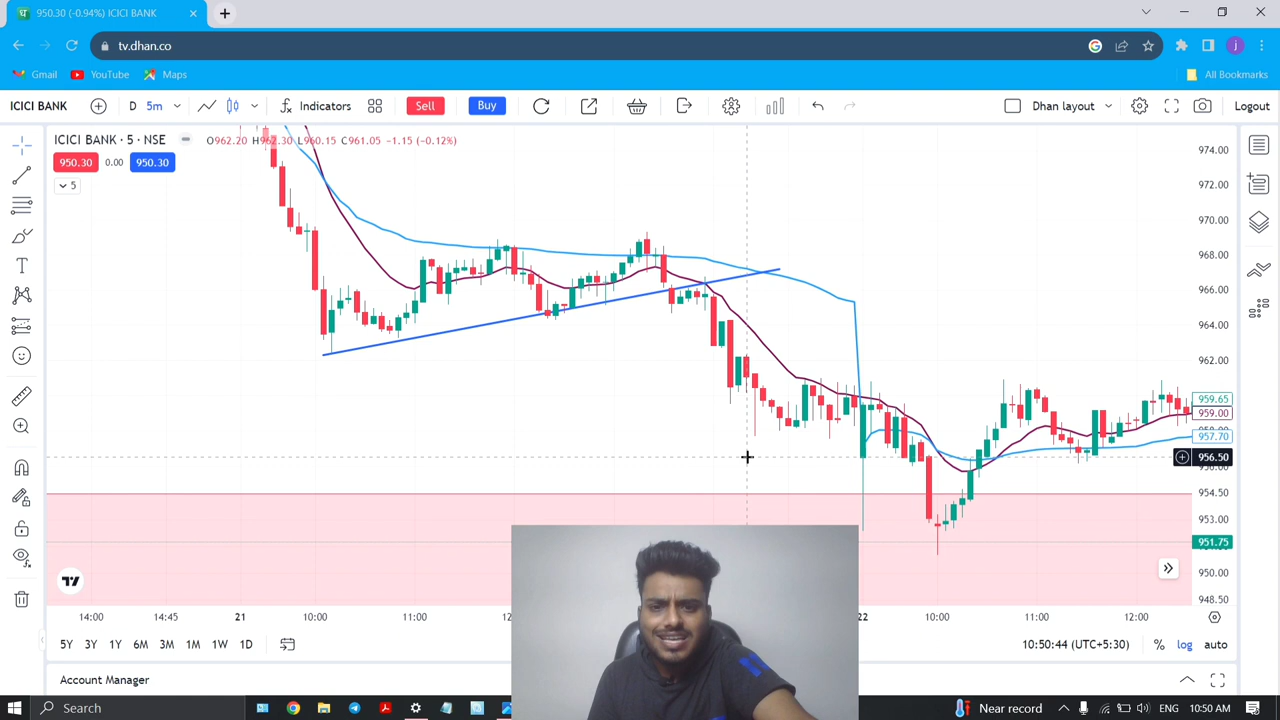 950.30 (-0.94%) ICICI BANK
tv.dhan.co
Gmail YouTube Maps All Bookmarks
ICICI BANK D 5m Indicators Sell Buy Dhan layout Logout
ICICI BANK · 5 · NSE O962.20 H962.30 L960.15 C961.05 -1.15 (-0.12%)
950.30 0.00 950.30
5
974.00
972.00
970.00
968.00
966.00
964.00
962.00
959.65
959.00
957.70
956.50
954.50
953.00
951.75
950.00
948.50
14:00 14:45 21 10:00 11:00 22 10:00 11:00 12:00
5Y 3Y 1Y 6M 3M 1M 1W 1D 10:50:44 (UTC+5:30) % log auto
Account Manager
Search Near record ENG 10:50 AM